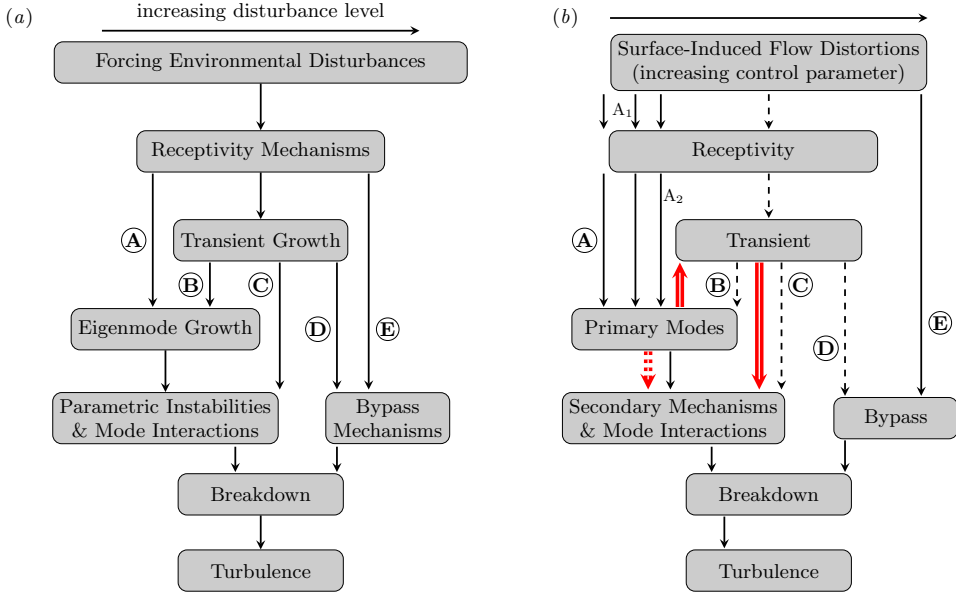 (a)
increasing disturbance level
Forcing Environmental Disturbances
Receptivity Mechanisms
A
Transient Growth
B
C
Eigenmode Growth
D
E
Parametric Instabilities
& Mode Interactions
Bypass
Mechanisms
Breakdown
Turbulence
(b)
Surface-Induced Flow Distortions
(increasing control parameter)
A1
Receptivity
A2
A
Transient
B
C
Primary Modes
D
E
Secondary Mechanisms
& Mode Interactions
Bypass
Breakdown
Turbulence